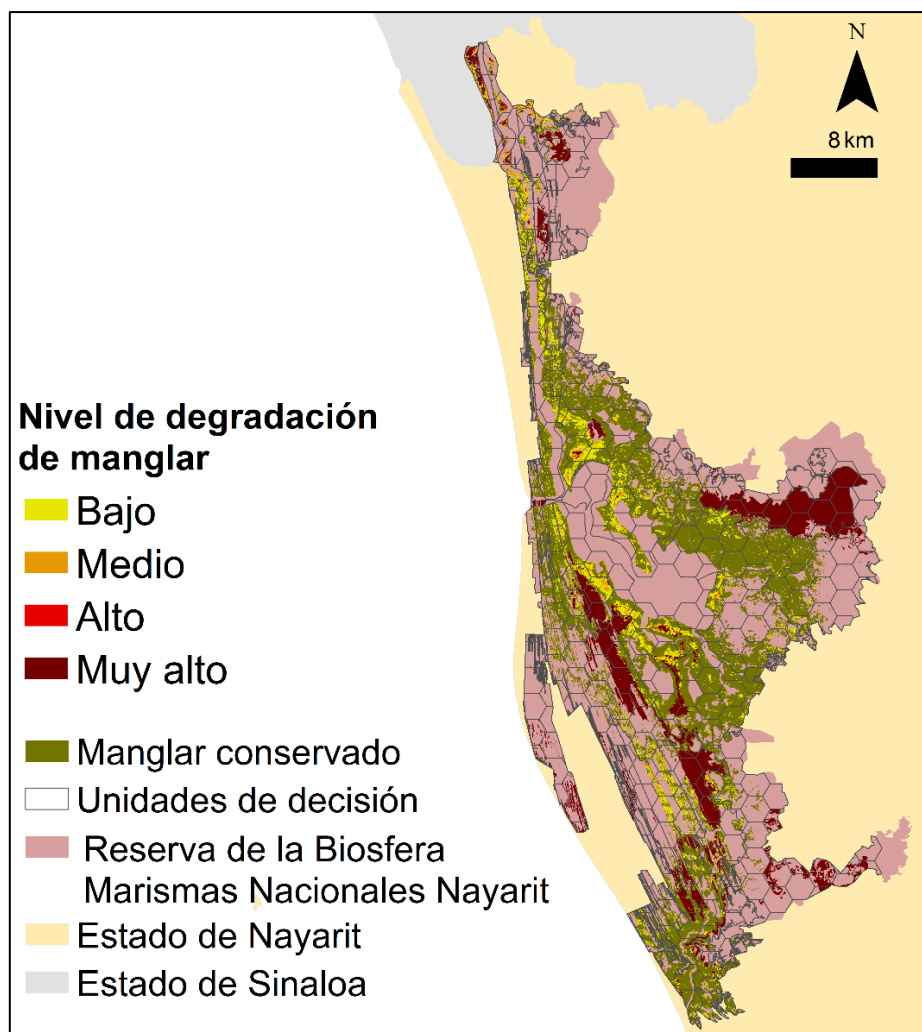 N
8 km
Nivel de degradación
de manglar
Bajo
Medio
Alto
Muy alto
Manglar conservado
Unidades de decisión
Reserva de la Biosfera
Marismas Nacionales Nayarit
Estado de Nayarit
Estado de Sinaloa